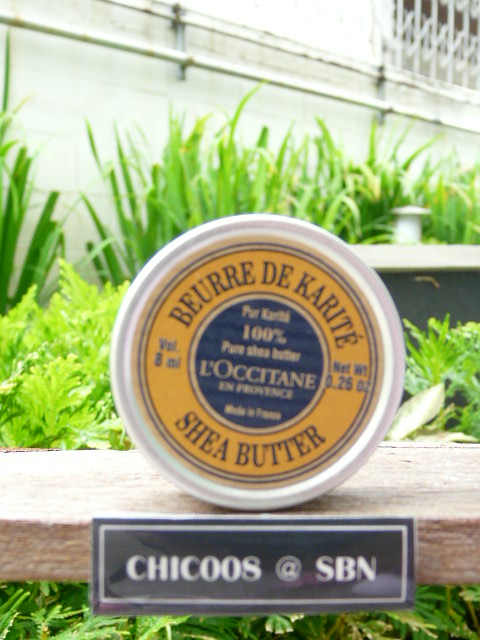 BEURRE DE KARITÉ
Pur Karité
100%
Pure shea butter
Vol.
8 ml
L'OCCITANE
EN PROVENCE
Net Wt.
0.26 oz
Made in France
SHEA BUTTER
CHICOOS @ SBN